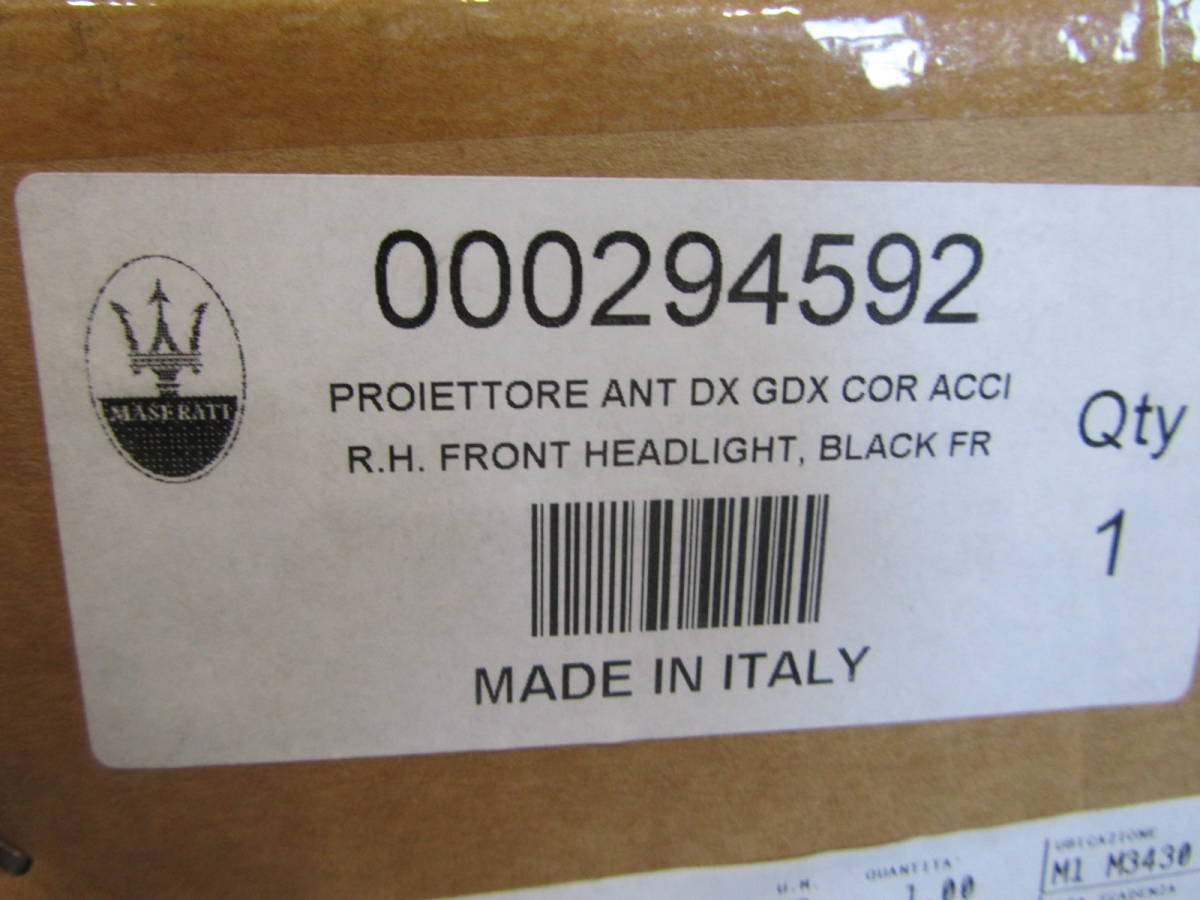 000294592
MASERATI
PROIETTORE ANT DX GDX COR ACCI
R.H. FRONT HEADLIGHT, BLACK FR
Qty
1
MADE IN ITALY
UBICAZIONE
U.M. QUANTITA' M1 M3430
1.00